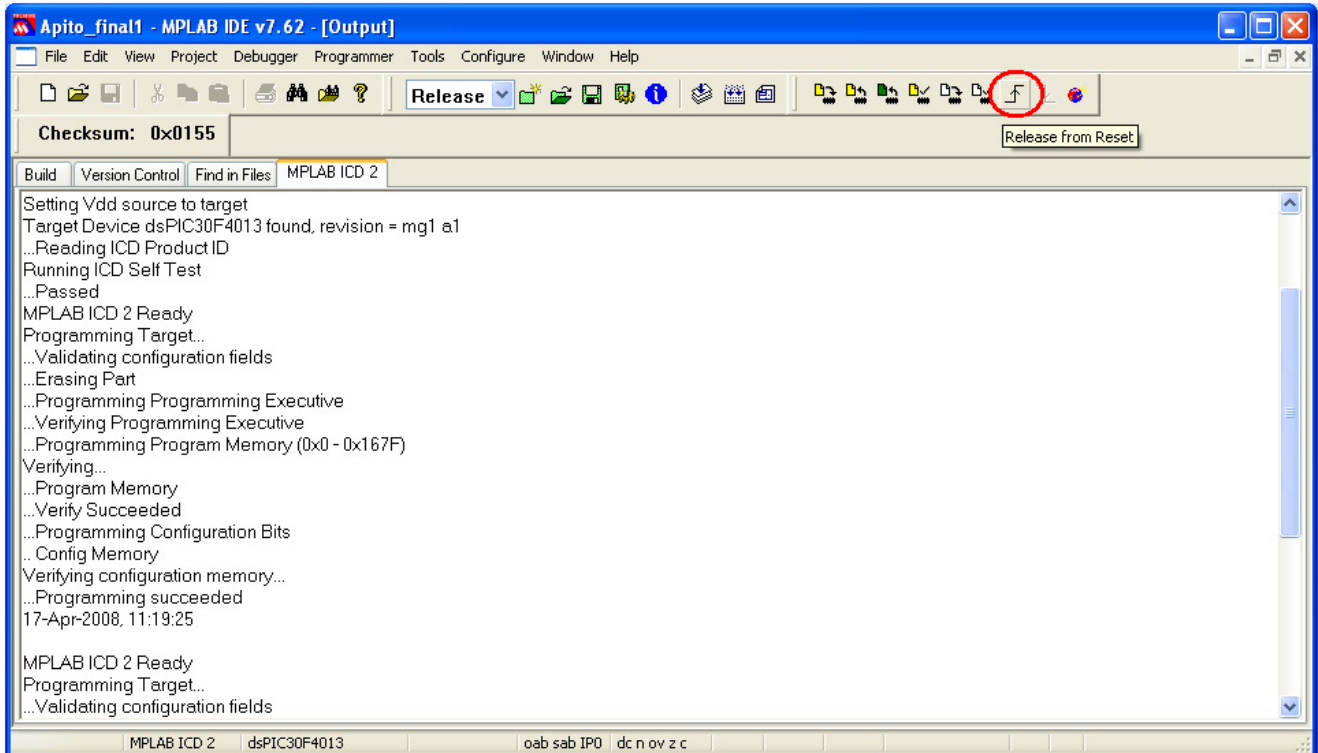 Apito_final1 - MPLAB IDE v7.62 - [Output]
File Edit View Project Debugger Programmer Tools Configure Window Help
Release
Checksum: 0x0155
Release from Reset
Build Version Control Find in Files MPLAB ICD 2
Setting Vdd source to target
Target Device dsPIC30F4013 found, revision = mg1 a1
...Reading ICD Product ID
Running ICD Self Test
...Passed
MPLAB ICD 2 Ready
Programming Target...
...Validating configuration fields
...Erasing Part
...Programming Programming Executive
...Verifying Programming Executive
...Programming Program Memory (0x0 - 0x167F)
Verifying...
...Program Memory
...Verify Succeeded
...Programming Configuration Bits
.. Config Memory
Verifying configuration memory...
...Programming succeeded
17-Apr-2008, 11:19:25
MPLAB ICD 2 Ready
Programming Target...
...Validating configuration fields
MPLAB ICD 2 dsPIC30F4013 oab sab IP0 dc n ov z c